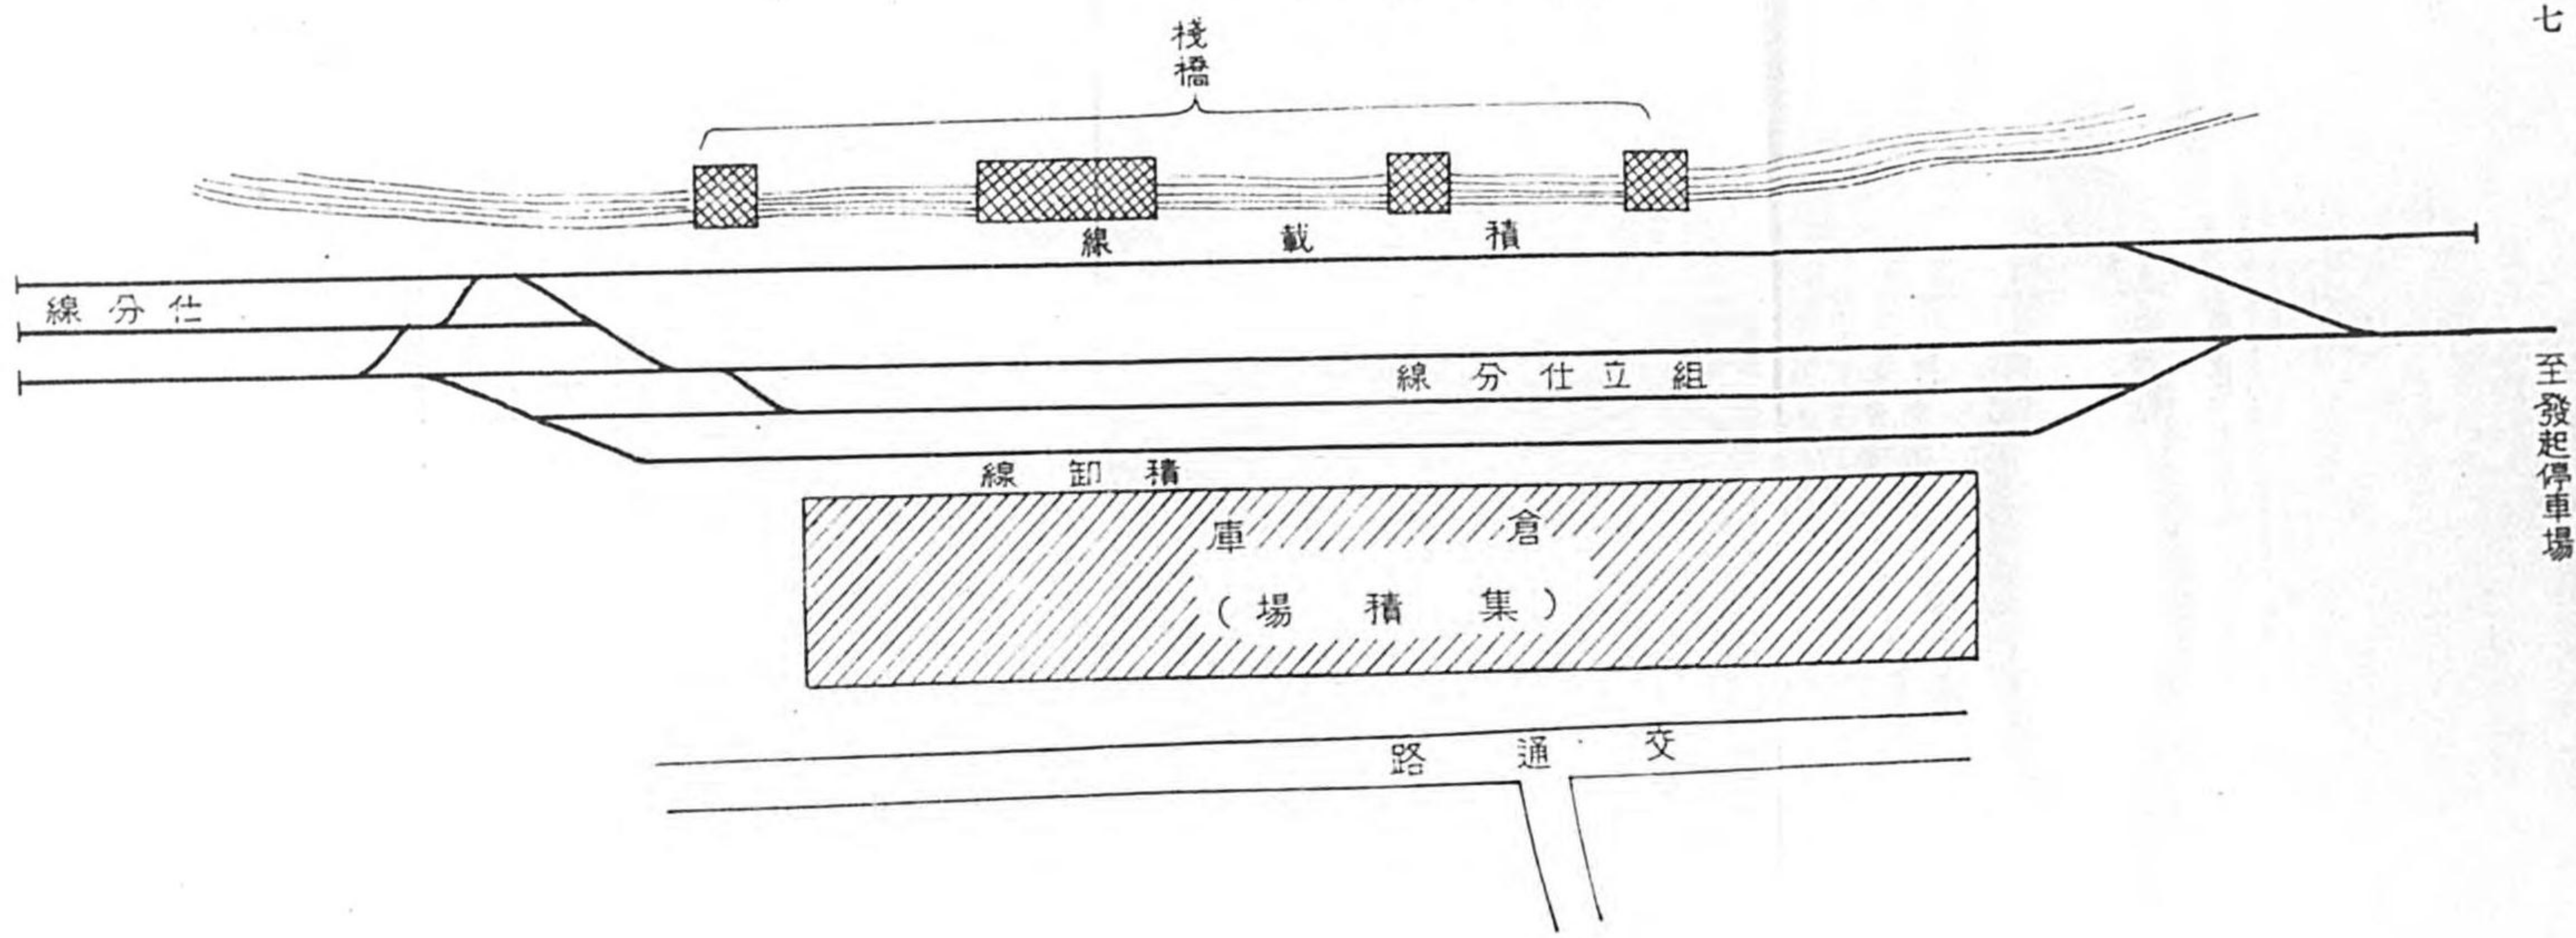 七
棧橋
積載線
仕分線
組立仕分線
至發起停車場
積卸線
倉庫
(集積場)
交通路